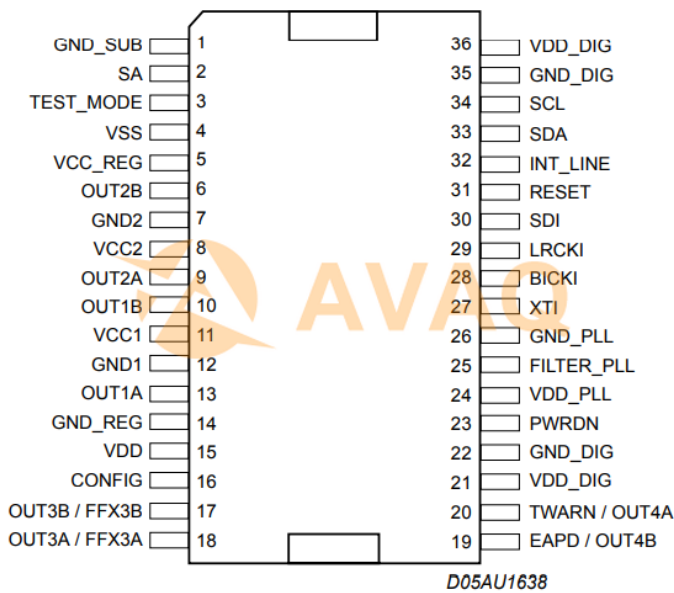 GND_SUB 1 36 VDD_DIG
SA 2 35 GND_DIG
TEST_MODE 3 34 SCL
VSS 4 33 SDA
VCC_REG 5 32 INT_LINE
OUT2B 6 31 RESET
GND2 7 30 SDI
VCC2 8 29 LRCKI
OUT2A 9 28 BICKI
OUT1B 10 27 XTI
VCC1 11 26 GND_PLL
GND1 12 25 FILTER_PLL
OUT1A 13 24 VDD_PLL
GND_REG 14 23 PWRDN
VDD 15 22 GND_DIG
CONFIG 16 21 VDD_DIG
OUT3B / FFX3B 17 20 TWARN / OUT4A
OUT3A / FFX3A 18 19 EAPD / OUT4B
D05AU1638
AVAQ